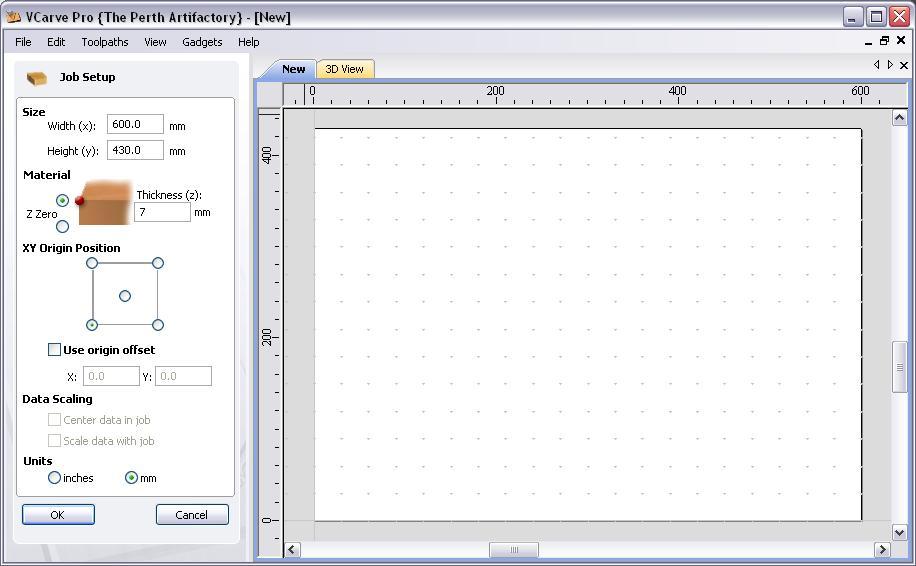 VCarve Pro {The Perth Artifactory} - [New]
File Edit Toolpaths View Gadgets Help
Job Setup
New 3D View
0 200 400 600
Size
Width (x): 600.0 mm
Height (y): 430.0 mm
Material
Thickness (z):
Z Zero 7 mm
XY Origin Position
Use origin offset
X: 0.0 Y: 0.0
Data Scaling
Center data in job
Scale data with job
Units
inches mm
OK Cancel
400
200
0